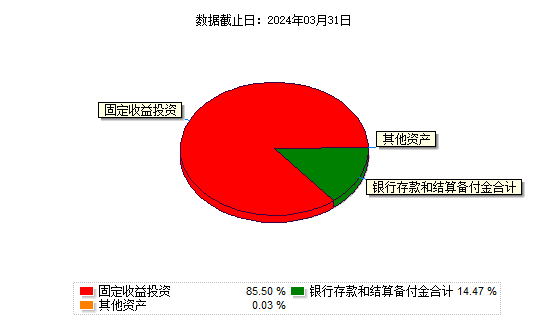 数据截止日：2024年03月31日
固定收益投资
其他资产
银行存款和结算备付金合计
固定收益投资 85.50 % 银行存款和结算备付金合计 14.47 %
其他资产 0.03 %